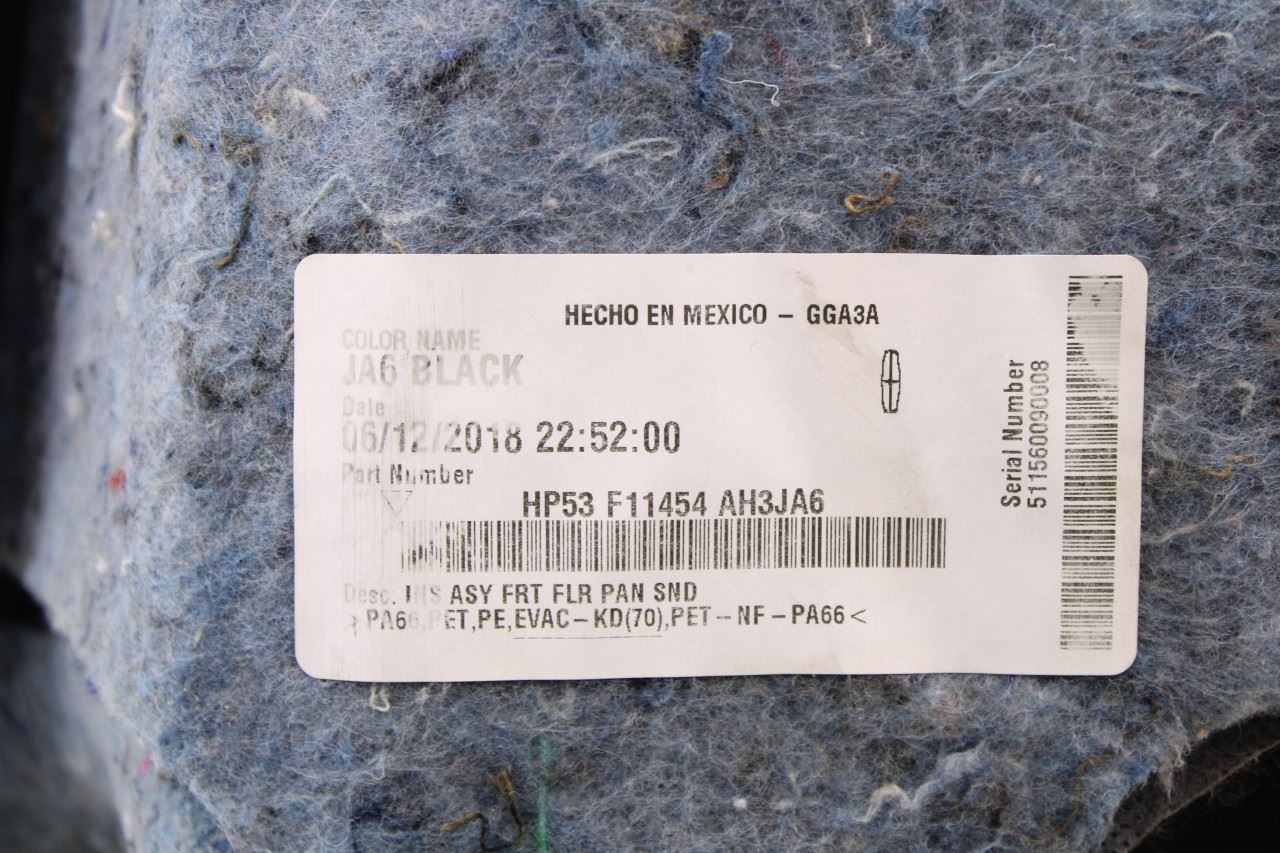 HECHO EN MEXICO - GGA3A
COLOR NAME
JA6 BLACK
Date
06/12/2018 22:52:00
Part Number
HP53 F11454 AH3JA6
Desc: INS ASY FRT FLR PAN SND
>PA66,PET,PE,EVAC-KD(70),PET-NF-PA66<
Serial Number
511560090008